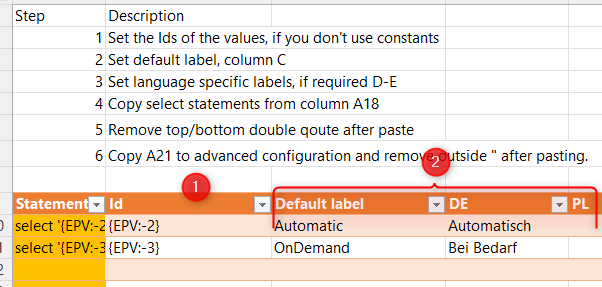 Step Description
1 Set the Ids of the values, if you don't use constants
2 Set default label, column C
3 Set language specific labels, if required D-E
4 Copy select statements from column A18
5 Remove top/bottom double qoute after paste
6 Copy A21 to advanced configuration and remove outside " after pasting.
1 2
Statement Id Default label DE PL
0 select '{EPV:-2 {EPV:-2} Automatic Automatisch
1 select '{EPV:-3 {EPV:-3} OnDemand Bei Bedarf
2